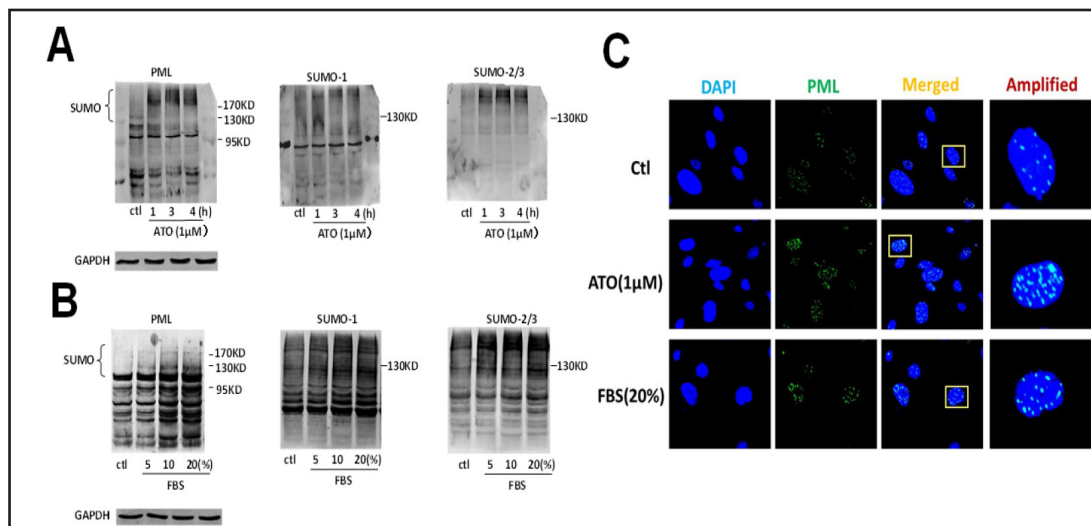 A
PML
SUMO
170KD
130KD
95KD
ctl 1 3 4 (h)
ATO (1μM)
GAPDH
SUMO-1
130KD
ctl 1 3 4 (h)
ATO (1μM)
SUMO-2/3
130KD
ctl 1 3 4 (h)
ATO (1μM)
B
PML
SUMO
170KD
130KD
95KD
ctl 5 10 20(%)
FBS
GAPDH
SUMO-1
130KD
ctl 5 10 20(%)
FBS
SUMO-2/3
130KD
ctl 5 10 20(%)
FBS
C
DAPI PML Merged Amplified
Ctl
ATO(1μM)
FBS(20%)